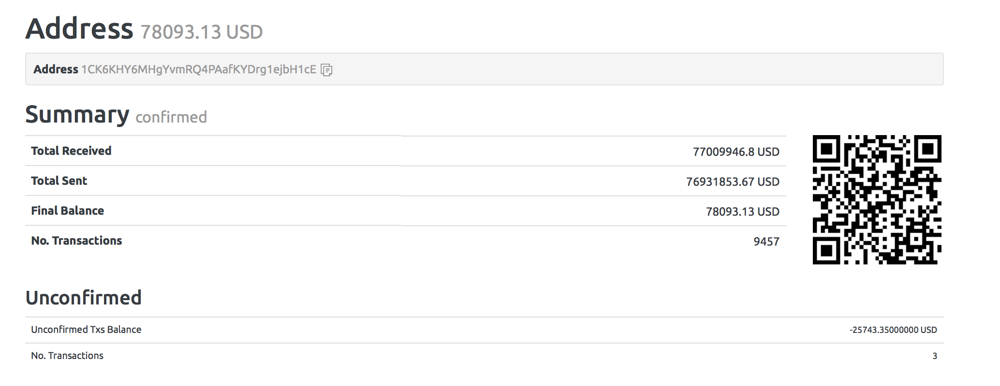 Address 78093.13 USD
Address 1CK6KHY6MHgYvmRQ4PAafKYDrg1ejbH1cE
Summary confirmed
Total Received 77009946.8 USD
Total Sent 76931853.67 USD
Final Balance 78093.13 USD
No. Transactions 9457
Unconfirmed
Unconfirmed Txs Balance -25743.35000000 USD
No. Transactions 3